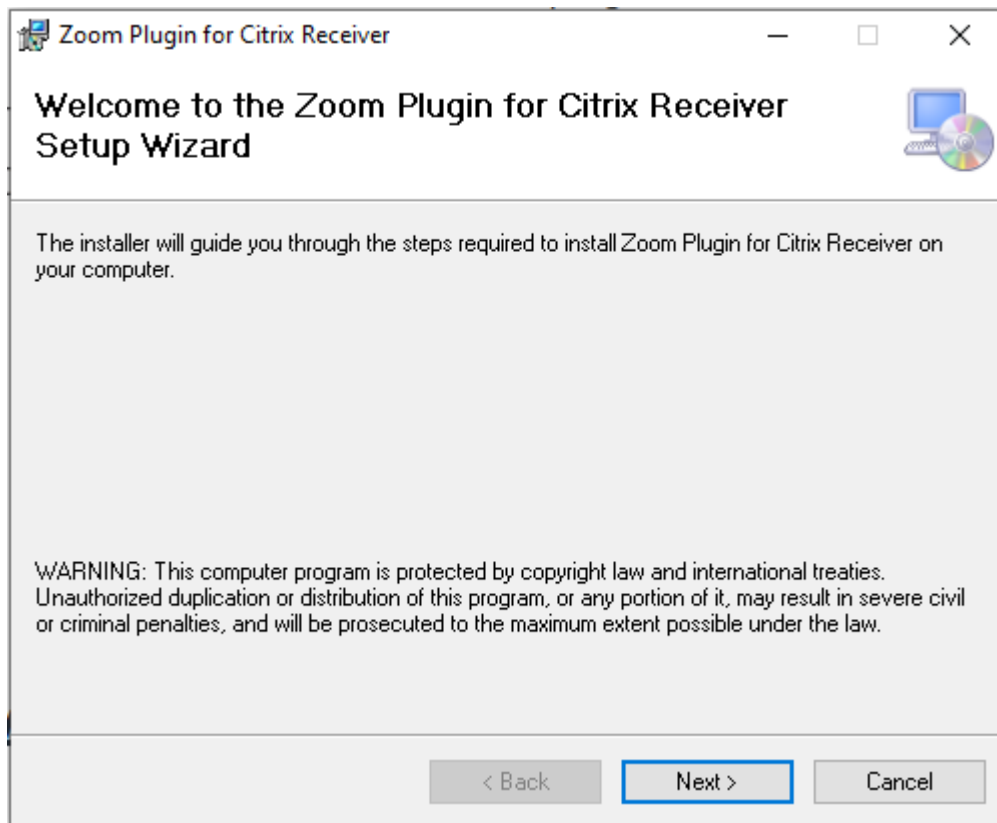 Zoom Plugin for Citrix Receiver
Welcome to the Zoom Plugin for Citrix Receiver
Setup Wizard
The installer will guide you through the steps required to install Zoom Plugin for Citrix Receiver on
your computer.
WARNING: This computer program is protected by copyright law and international treaties.
Unauthorized duplication or distribution of this program, or any portion of it, may result in severe civil
or criminal penalties, and will be prosecuted to the maximum extent possible under the law.
< Back
Next >
Cancel